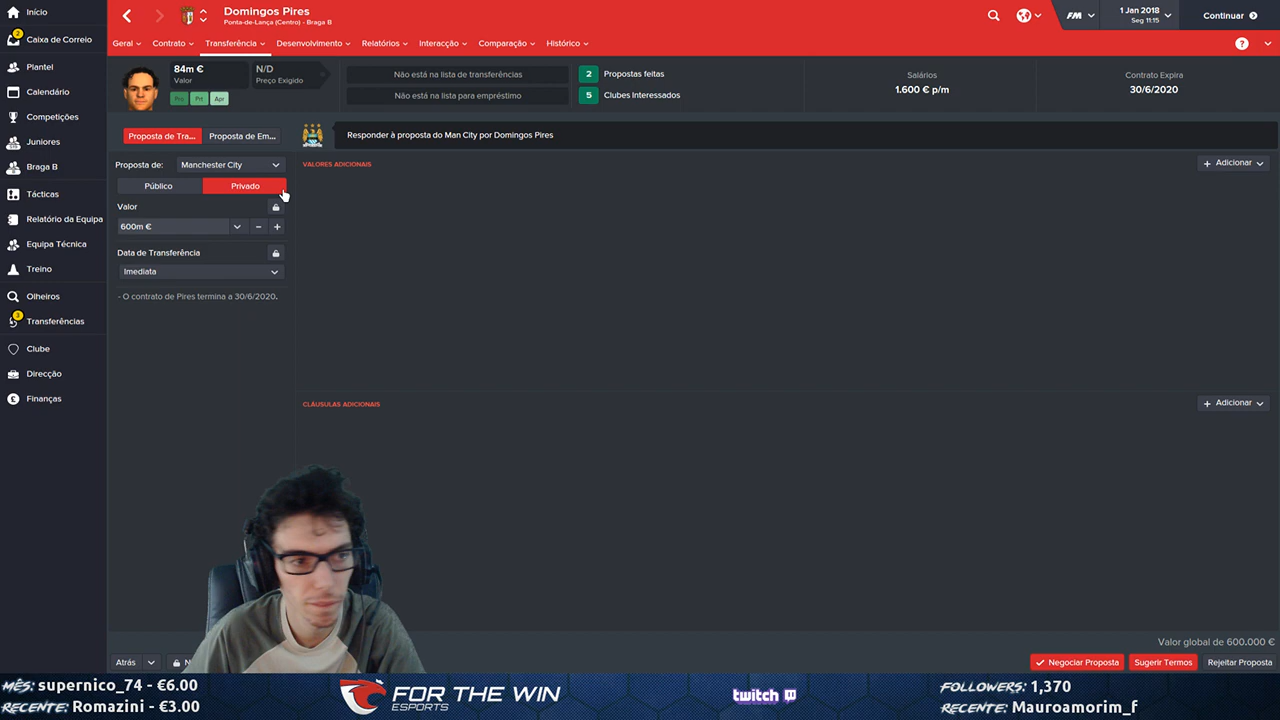 Domingos Pires
Ponta-de-Lança (Centro) - Braga B
FM
1 Jan 2018
Seg 11:15
Continuar
Geral
Contrato
Transferência
Desenvolvimento
Relatórios
Interacção
Comparação
Histórico
?
Início
2
Caixa de Correio
Plantel
Calendário
Competições
Juniores
Braga B
Tácticas
Relatório da Equipa
Equipa Técnica
Treino
Olheiros
3
Transferências
Clube
Direcção
Finanças
84m €
Valor
Pro
Prt
Apr
N/D
Preço Exigido
Não está na lista de transferências
Não está na lista para empréstimo
2 Propostas feitas
5 Clubes Interessados
Salários
1.600 € p/m
Contrato Expira
30/6/2020
Proposta de Tra...
Proposta de Em...
Responder à proposta do Man City por Domingos Pires
Proposta de: Manchester City
Público
Privado
Valor
600m €
Data de Transferência
Imediata
- O contrato de Pires termina a 30/6/2020.
VALORES ADICIONAIS
+ Adicionar
CLÁUSULAS ADICIONAIS
+ Adicionar
Valor global de 600.000 €
Atrás
Negociar Proposta
Sugerir Termos
Rejeitar Proposta
MÊS: supernico_74 - €6.00
RECENTE: Romazini - €3.00
FOR THE WIN
ESPORTS
twitch
FOLLOWERS: 1,370
RECENTE: Mauroamorim_f